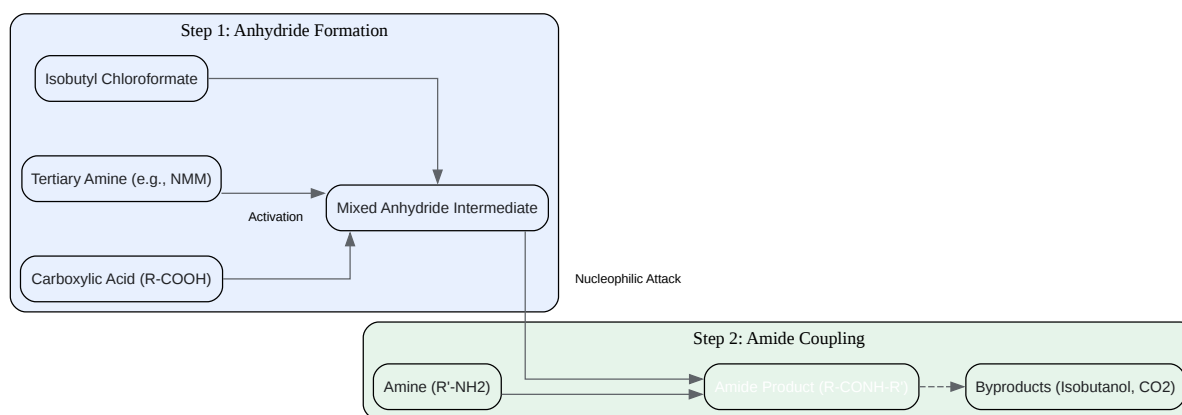 Step 1: Anhydride Formation
Isobutyl Chloroformate
Tertiary Amine (e.g., NMM)
Activation
Mixed Anhydride Intermediate
Carboxylic Acid (R-COOH)
Nucleophilic Attack
Step 2: Amide Coupling
Amine (R'-NH2)
Amide Product (R-CONH-R')
Byproducts (Isobutanol, CO2)